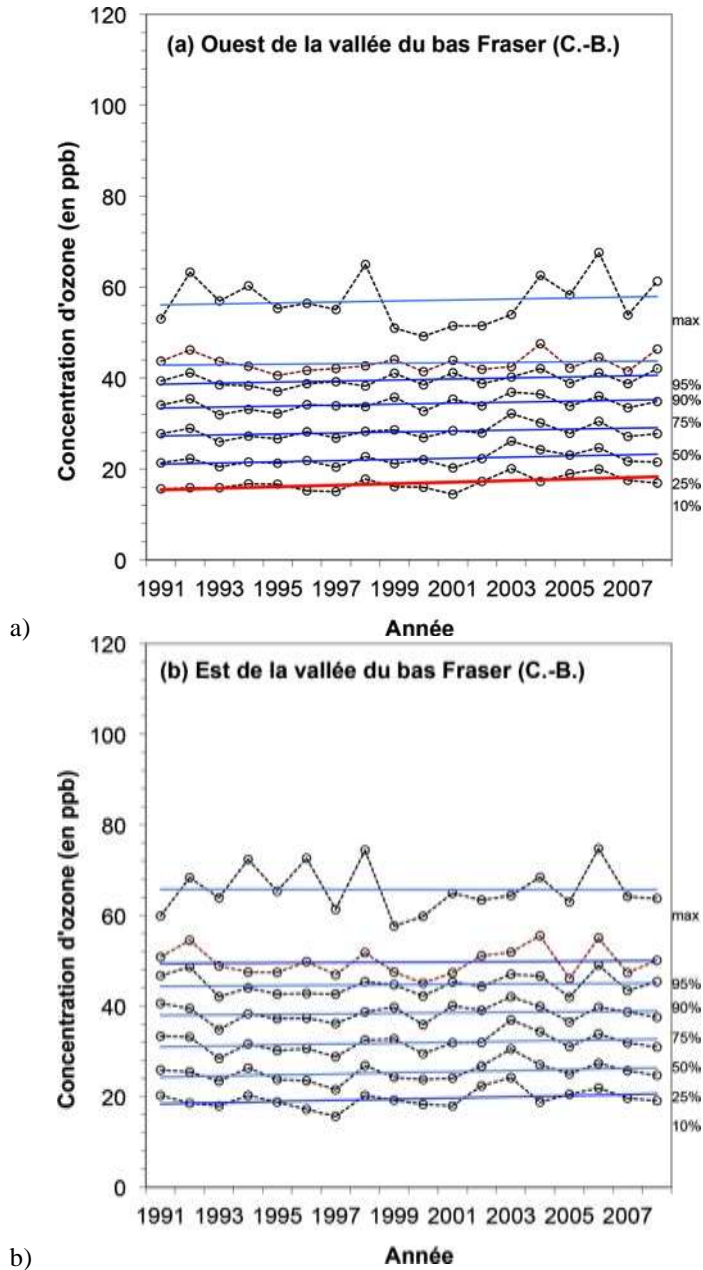 (a) Ouest de la vallée du bas Fraser (C.-B.)
Concentration d'ozone (en ppb)
120
100
80
60
40
20
0
max
95%
90%
75%
50%
25%
10%
1991 1993 1995 1997 1999 2001 2003 2005 2007
Année
a)
(b) Est de la vallée du bas Fraser (C.-B.)
Concentration d'ozone (en ppb)
120
100
80
60
40
20
0
max
95%
90%
75%
50%
25%
10%
1991 1993 1995 1997 1999 2001 2003 2005 2007
Année
b)